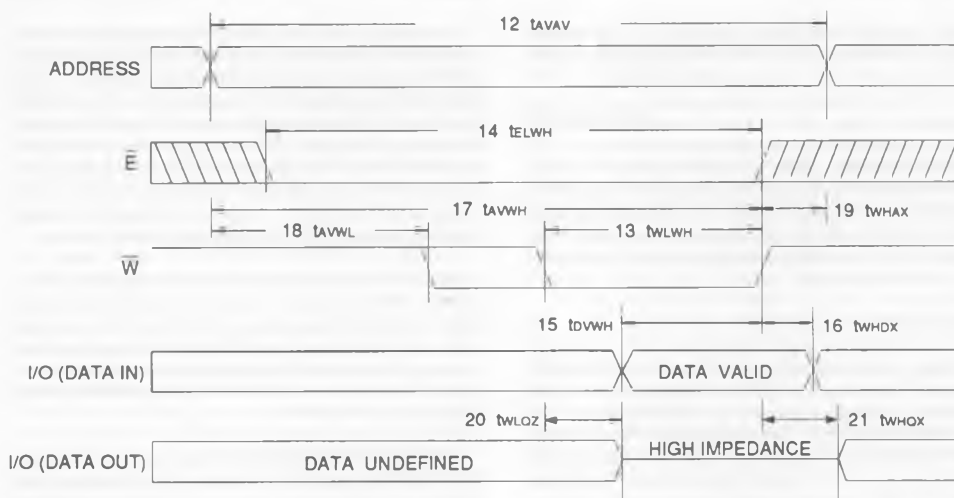 12 tAVAV
ADDRESS
14 tELWH
E
17 tAVWH
19 tWHAX
18 tAVWL
13 tWLWH
W
15 tDVWH
16 tWHDX
I/O (DATA IN)
DATA VALID
20 tWLQZ
21 tWHQX
I/O (DATA OUT)
DATA UNDEFINED
HIGH IMPEDANCE